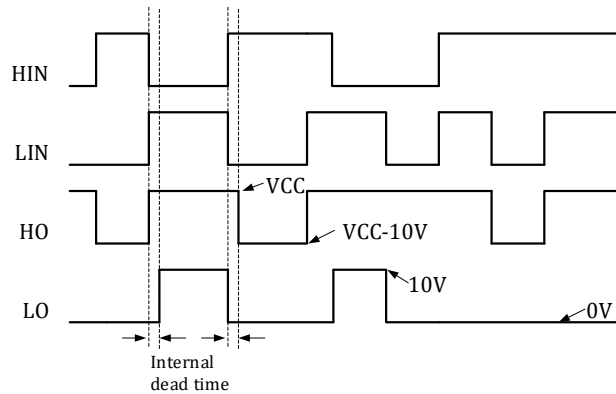 HIN
LIN
VCC
HO
VCC-10V
10V
LO
0V
Internal
dead time